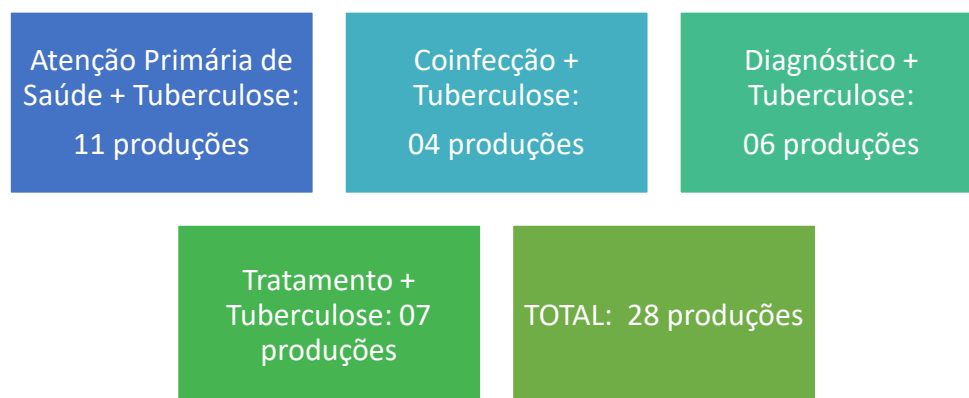 Atenção Primária de
Saúde + Tuberculose:
11 produções
Coinfecção +
Tuberculose:
04 produções
Diagnóstico +
Tuberculose:
06 produções
Tratamento +
Tuberculose: 07
produções
TOTAL:  28 produções